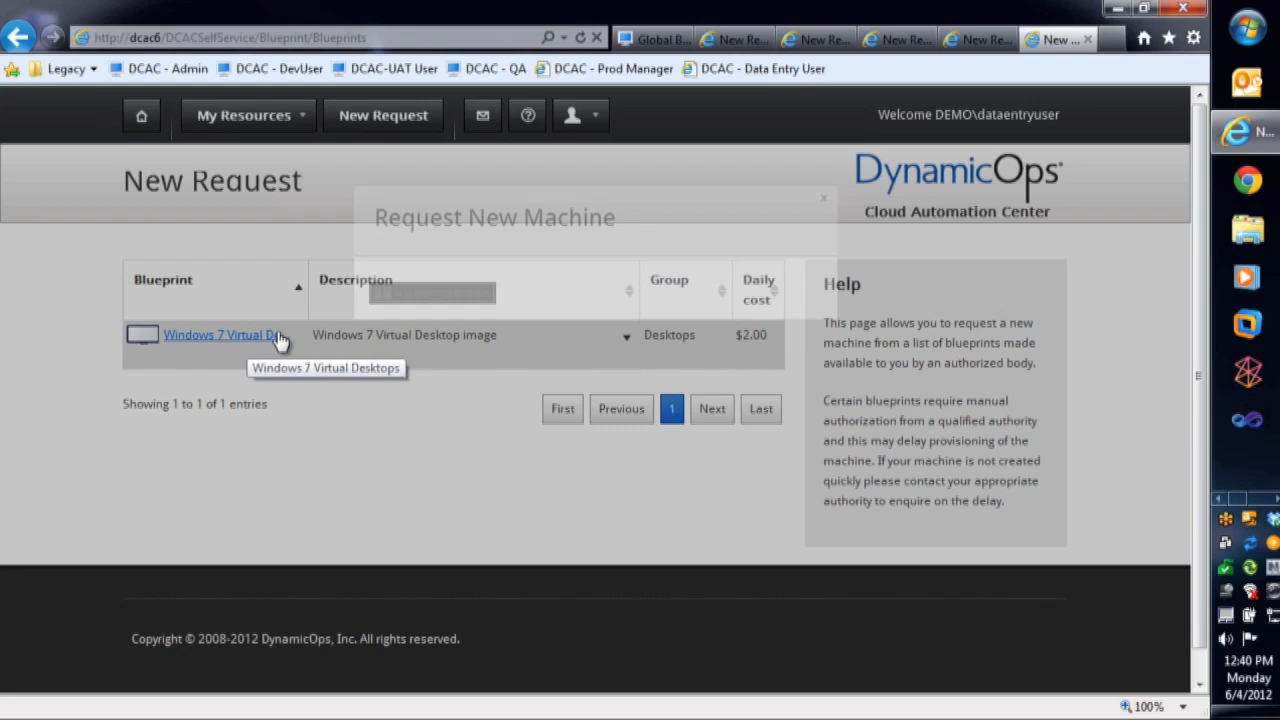 http://dcac6/DCACSelfService/Blueprint/Blueprints
Global B...
New Re...
New Re...
New Re...
New Re...
New ...
Legacy
DCAC - Admin
DCAC - DevUser
DCAC-UAT User
DCAC - QA
DCAC - Prod Manager
DCAC - Data Entry User
N...
My Resources
New Request
Welcome DEMO\dataentryuser
New Request
DynamicOps
Cloud Automation Center
Request New Machine
Blueprint
Description
Group
Daily
cost
Windows 7 Virtual D
Windows 7 Virtual Desktop image
Desktops
$2.00
Windows 7 Virtual Desktops
Showing 1 to 1 of 1 entries
First
Previous
1
Next
Last
Help
This page allows you to request a new
machine from a list of blueprints made
available to you by an authorized body.
Certain blueprints require manual
authorization from a qualified authority
and this may delay provisioning of the
machine. If your machine is not created
quickly please contact your appropriate
authority to enquire on the delay.
Copyright © 2008-2012 DynamicOps, Inc. All rights reserved.
100%
12:40 PM
Monday
6/4/2012